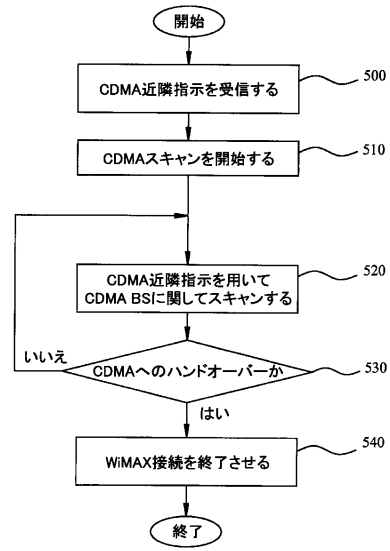 開始
CDMA近隣指示を受信する
500
CDMAスキャンを開始する
510
CDMA近隣指示を用いて
CDMA BSに関してスキャンする
520
いいえ
CDMAへのハンドオーバーか
530
はい
WiMAX接続を終了させる
540
終了